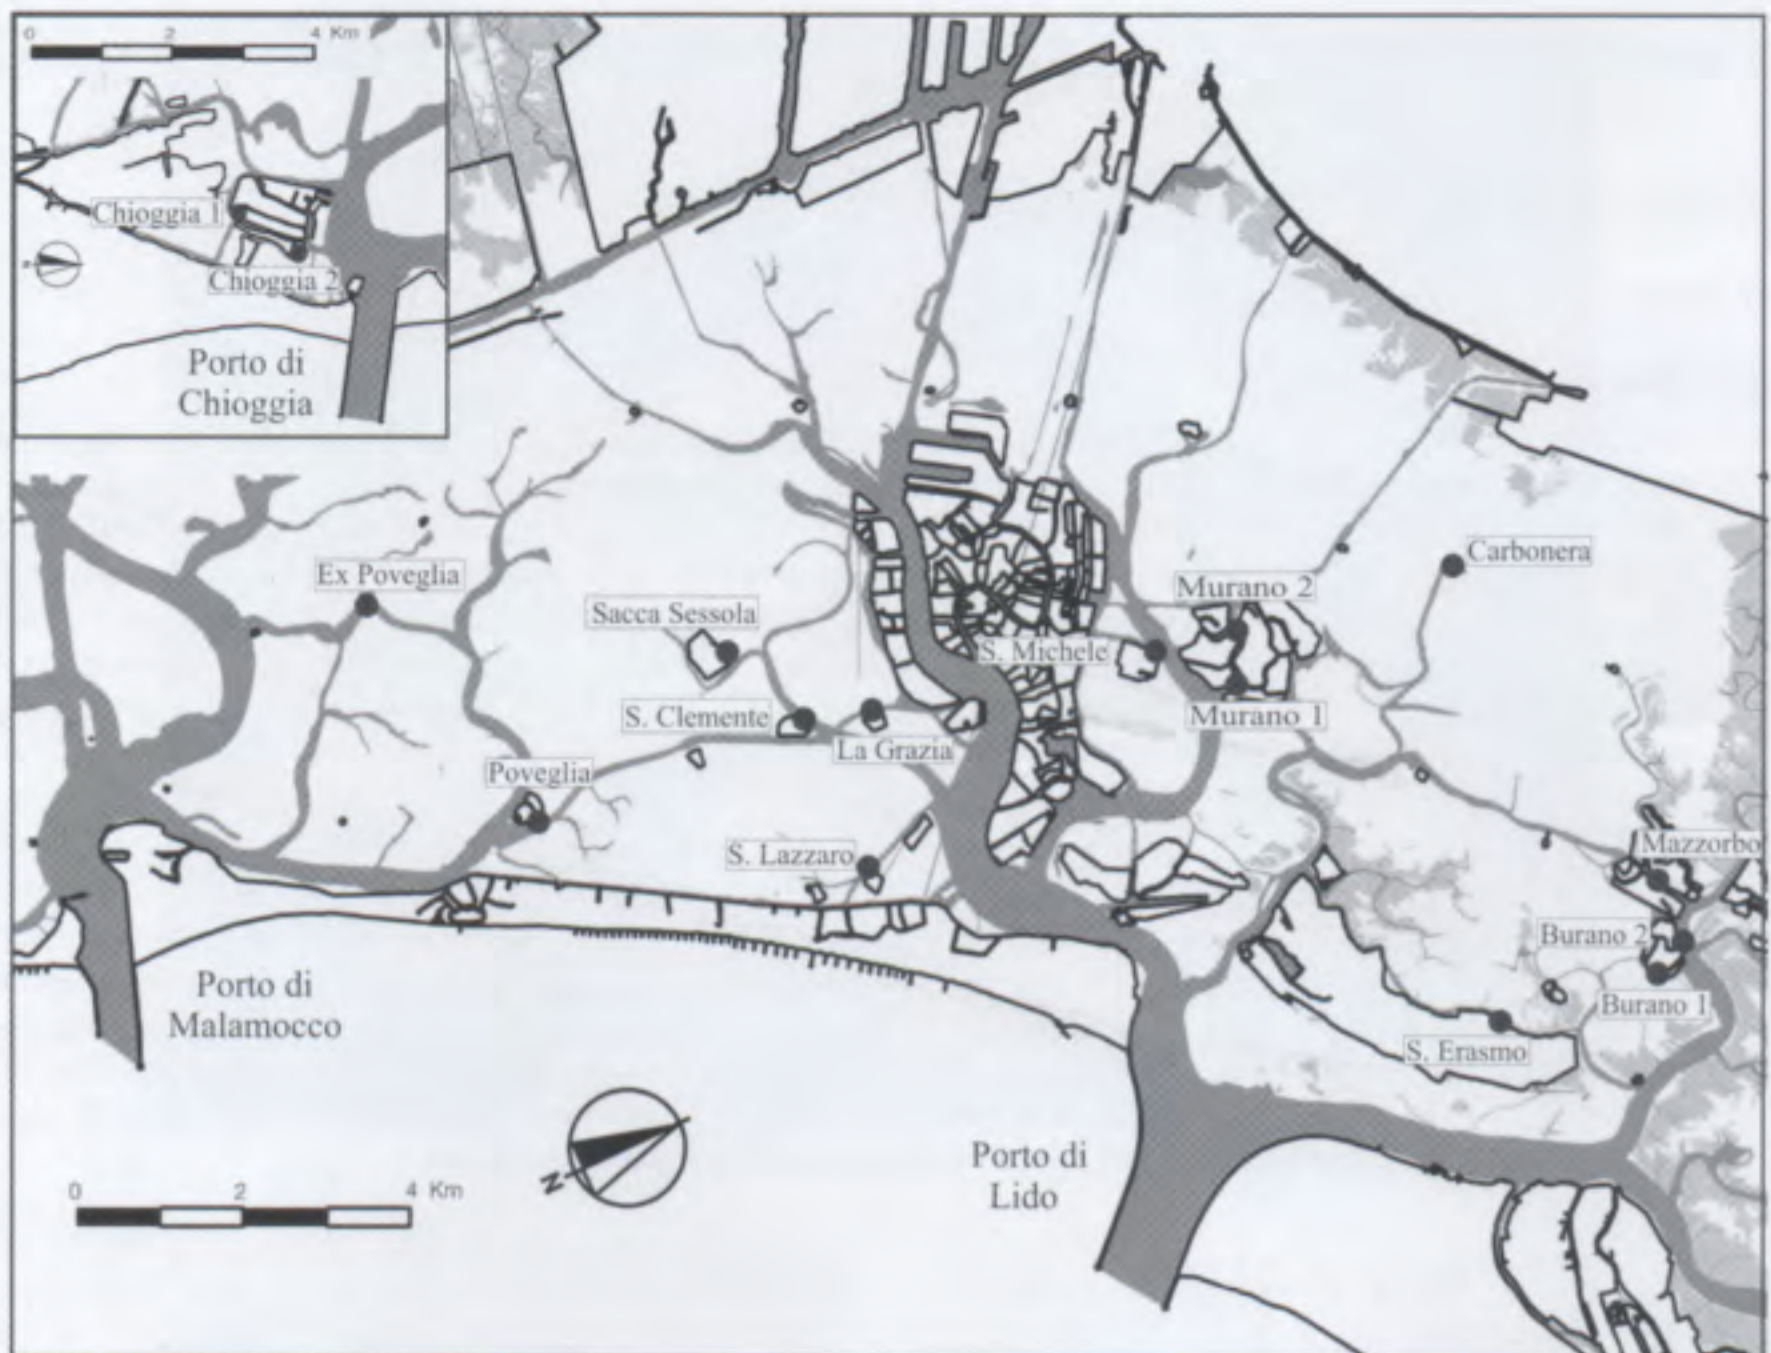 0 2 4 Km
Chioggia 1
N
Chioggia 2
Porto di
Chioggia
Ex Poveglia
Carbonera
Murano 2
Sacca Sessola
S. Michele
S. Clemente
Murano 1
La Grazia
Poveglia
S. Lazzaro
Mazzorbo
Burano 2
Burano 1
S. Erasmo
Porto di
Malamocco
Porto di
Lido
N
0 2 4 Km